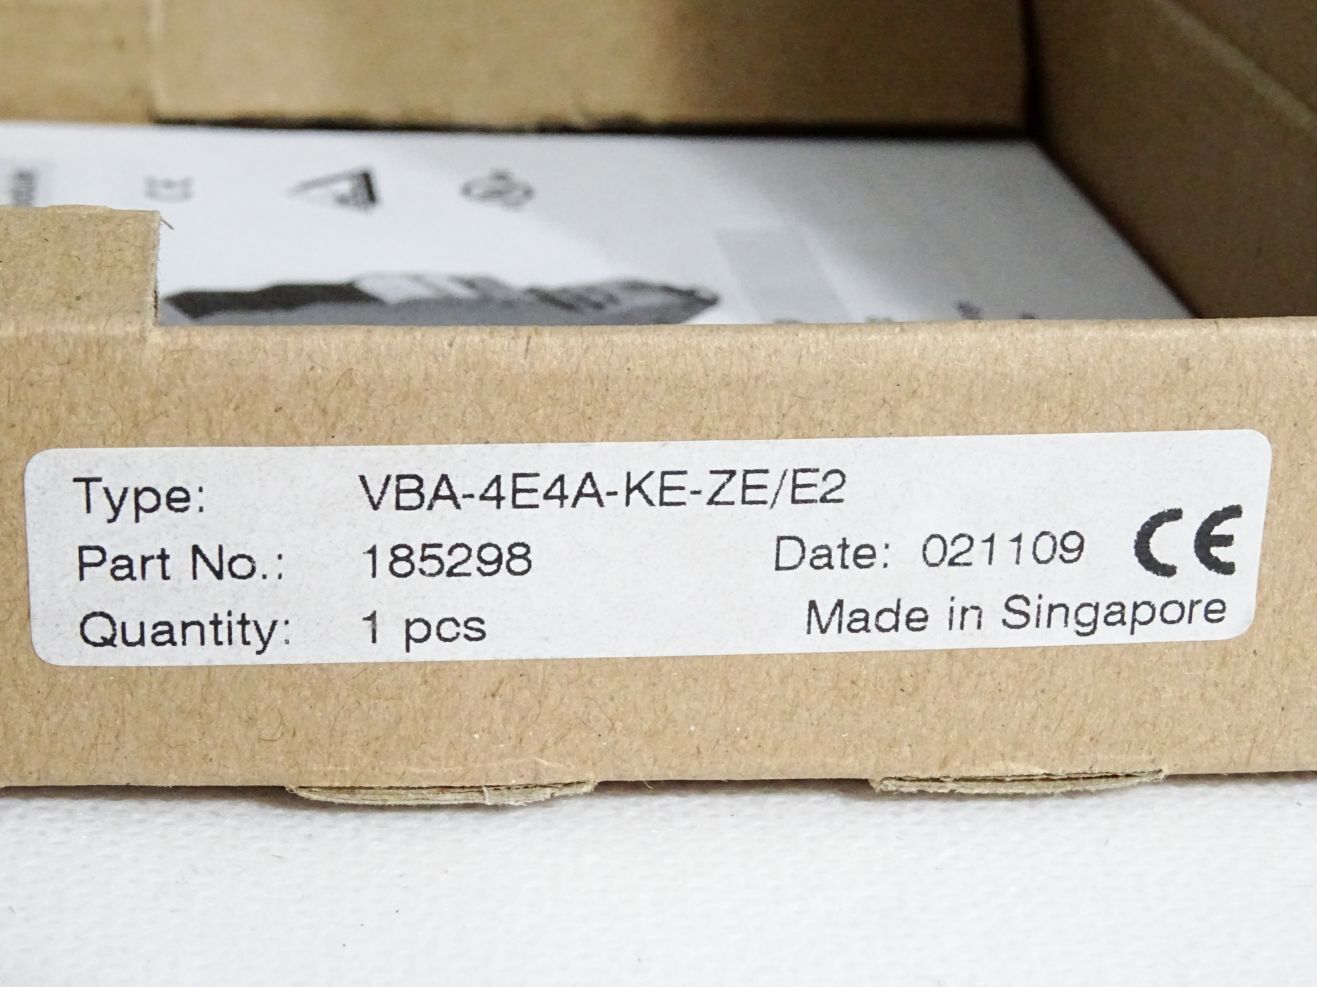 Type: VBA-4E4A-KE-ZE/E2
Part No.: 185298 Date: 021109 CE
Quantity: 1 pcs Made in Singapore